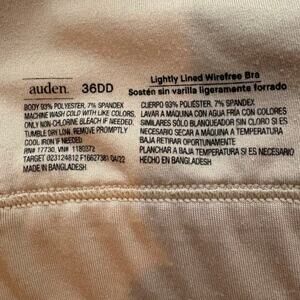 auden. 36DD
BODY 93% POLYESTER, 7% SPANDEX
MACHINE WASH COLD WITH LIKE COLORS,
ONLY NON-CHLORINE BLEACH IF NEEDED,
TUMBLE DRY LOW, REMOVE PROMPTLY
COOL IRON IF NEEDED
RN# 17730, VN# 1180372
TARGET 023124812 F16627381 QA/22
MADE IN BANGLADESH
Lightly Lined Wirefree Bra
Sostén sin varilla ligeramente forrado
CUERPO 93% POLIÉSTER, 7% SPANDEX
LAVAR A MÁQUINA CON AGUA FRÍA CON COLORES
SIMILARES SÓLO BLANQUEADOR SIN CLORO SI ES
NECESARIO SECAR A MÁQUINA A TEMPERATURA
BAJA RETIRAR OPORTUNAMENTE
PLANCHAR A BAJA TEMPERATURA SI ES NECESARIO
HECHO EN BANGLADESH